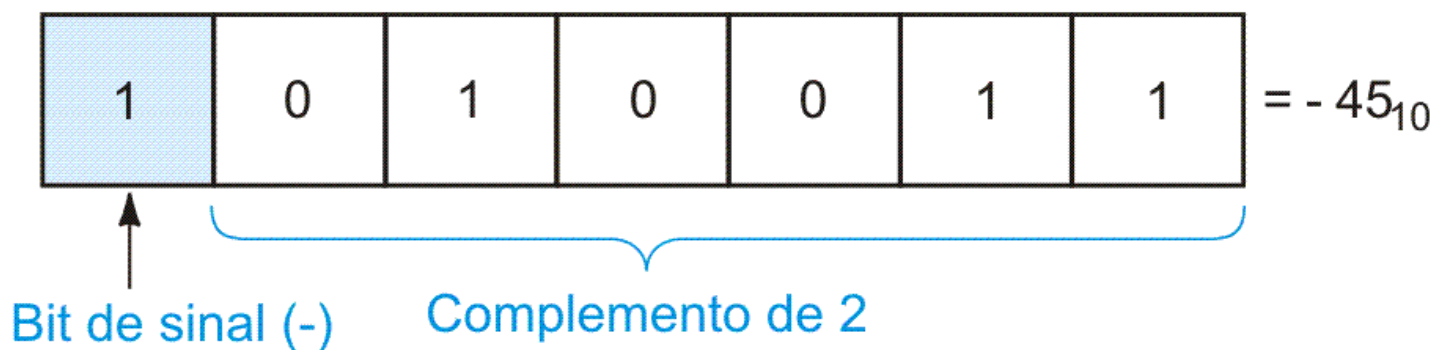 1 0 1 0 0 1 1 = - 45₁₀
Bit de sinal (-)
Complemento de 2